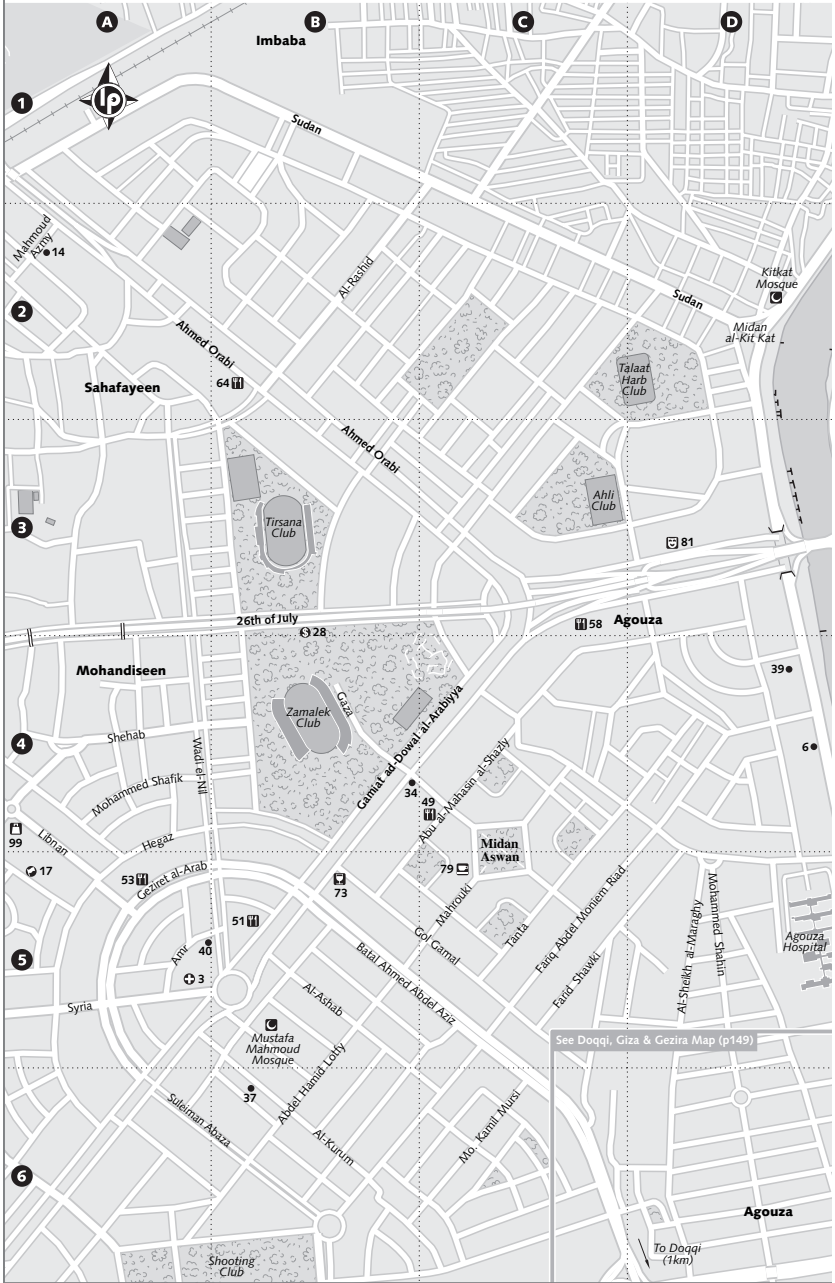 A
B
C
D
Imbaba
1
lp
Sudan
Mahmoud
Azmy
14
Al-Rashid
Kitkat
Mosque
2
Sudan
Midan
al-Kit Kat
Ahmed Orabi
Talaat
Harb
Club
Sahafayeen
64
Ahmed Orabi
Ahli
Club
3
Tirsana
Club
81
26th of July
28
58
Agouza
Mohandiseen
39
Zamalek
Club
Gaza
Gamiat ad-Dowal al-Arabiyya
4
Shehab
Wadi el-Nil
6
Mohammed Shafik
34
49
Abu al-Mahasin al-Shazly
99
Libnan
Hegaz
Midan
Aswan
17
53
Geziret al-Arab
73
79
Mahrouki
51
Gol Gamal
Tanta
Fariq Abdel Moniem Riad
Mohammed Shahin
Al-Sheikh al-Maraghy
Agouza
Hospital
5
Amr
40
Batal Ahmed Abdel Aziz
Farid Shawki
3
Syria
Al-Ashab
Mustafa
Mahmoud
Mosque
See Doqqi, Giza & Gezira Map (p149)
37
Abdel Hamid Lotfy
Suleiman Abaza
Al-Kurum
Mo. Kamil Mursi
6
Agouza
To Doqqi
(1km)
Shooting
Club